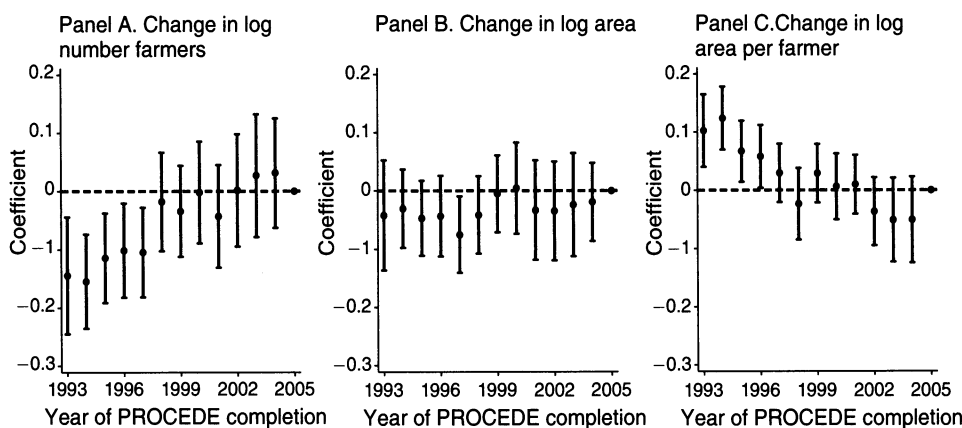 Panel A. Change in log
number farmers
0.2
0.1
0
−1
−0.2
−0.3
Coefficient
1993 1996 1999 2002 2005
Year of PROCEDE completion
Panel B. Change in log area
0.2
0.1
0
−1
−0.2
−0.3
Coefficient
1993 1996 1999 2002 2005
Year of PROCEDE completion
Panel C.Change in log
area per farmer
0.2
0.1
0
−1
−0.2
−0.3
Coefficient
1993 1996 1999 2002 2005
Year of PROCEDE completion